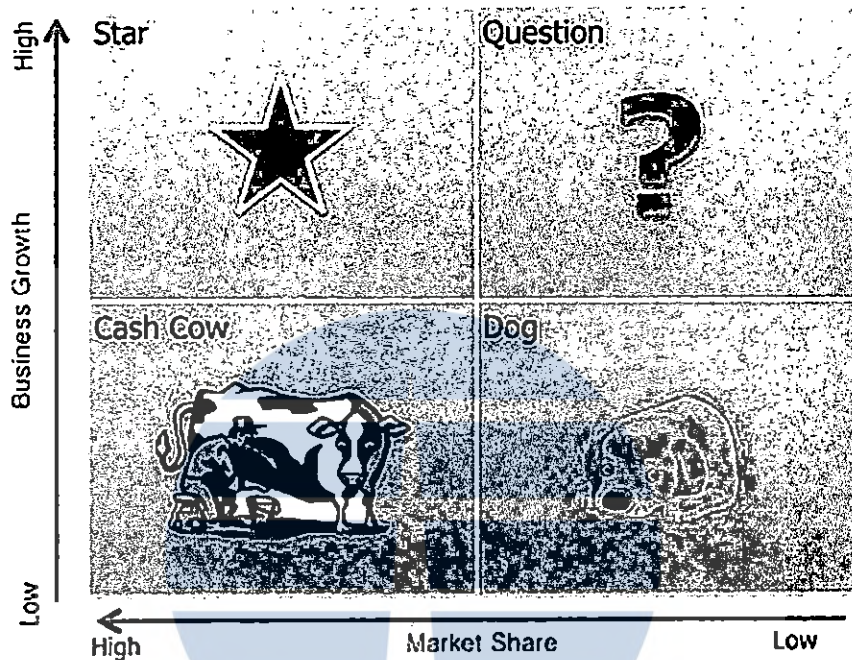 High
Star
Question
?
Business Growth
Cash Cow
Dog
Low
High
Market Share
Low